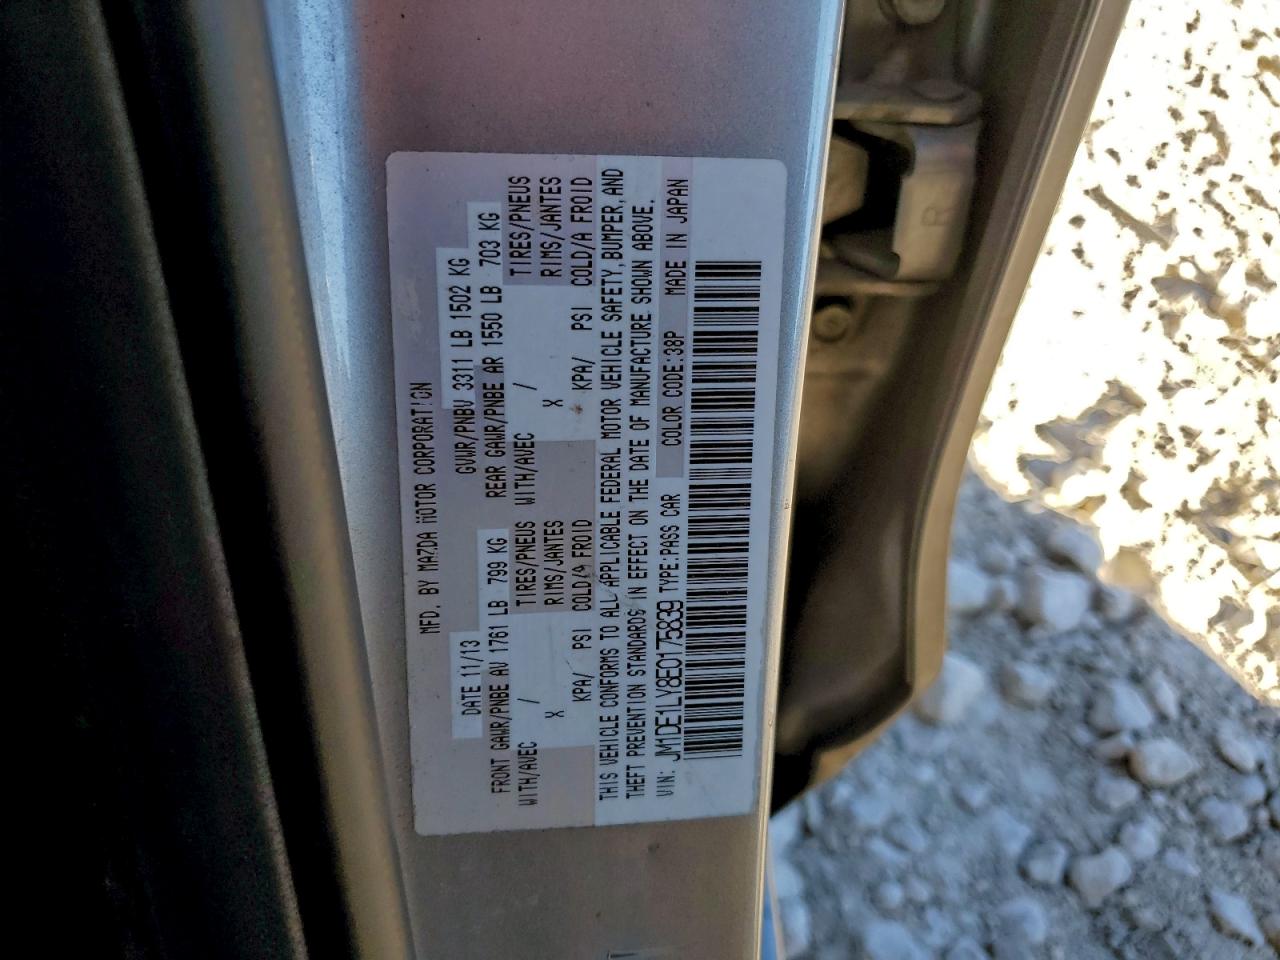 MFD. BY MAZDA MOTOR CORPORATION
DATE 11/13 GVWR/PNBV 3311 LB 1502 KG
FRONT GAWR/PNBE AV 1761 LB 799 KG REAR GAWR/PNBE AR 1550 LB 703 KG
WITH/AVEC / TIRES/PNEUS WITH/AVEC / TIRES/PNEUS
X RIMS/JANTES X RIMS/JANTES
KPA/ PSI COLD/A FROID KPA/ PSI COLD/A FROID
THIS VEHICLE CONFORMS TO ALL APPLICABLE FEDERAL MOTOR VEHICLE SAFETY, BUMPER, AND
THEFT PREVENTION STANDARDS IN EFFECT ON THE DATE OF MANUFACTURE SHOWN ABOVE.
VIN: JM1DE1LY8E0175839 TYPE:PASS CAR COLOR CODE:38P MADE IN JAPAN
R